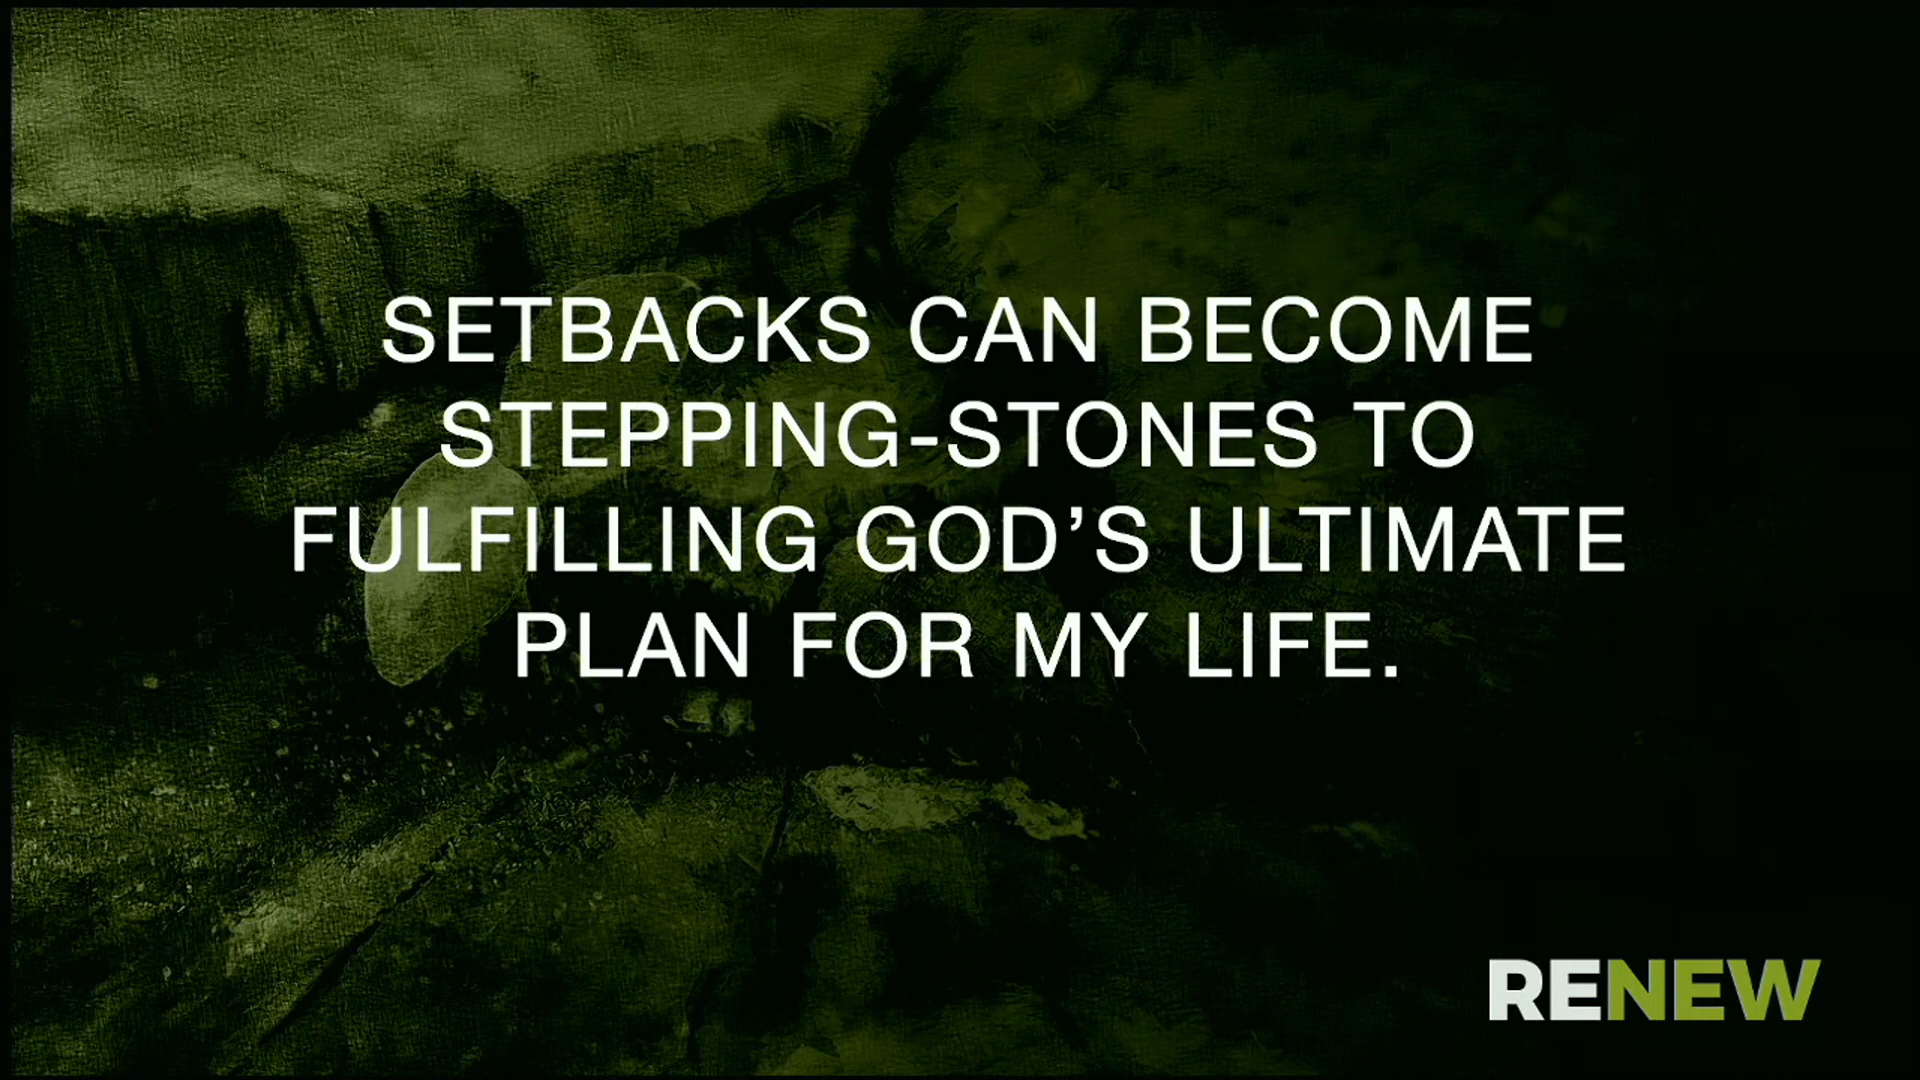 SETBACKS CAN BECOME
STEPPING-STONES TO
FULFILLING GOD’S ULTIMATE
PLAN FOR MY LIFE.
RENEW